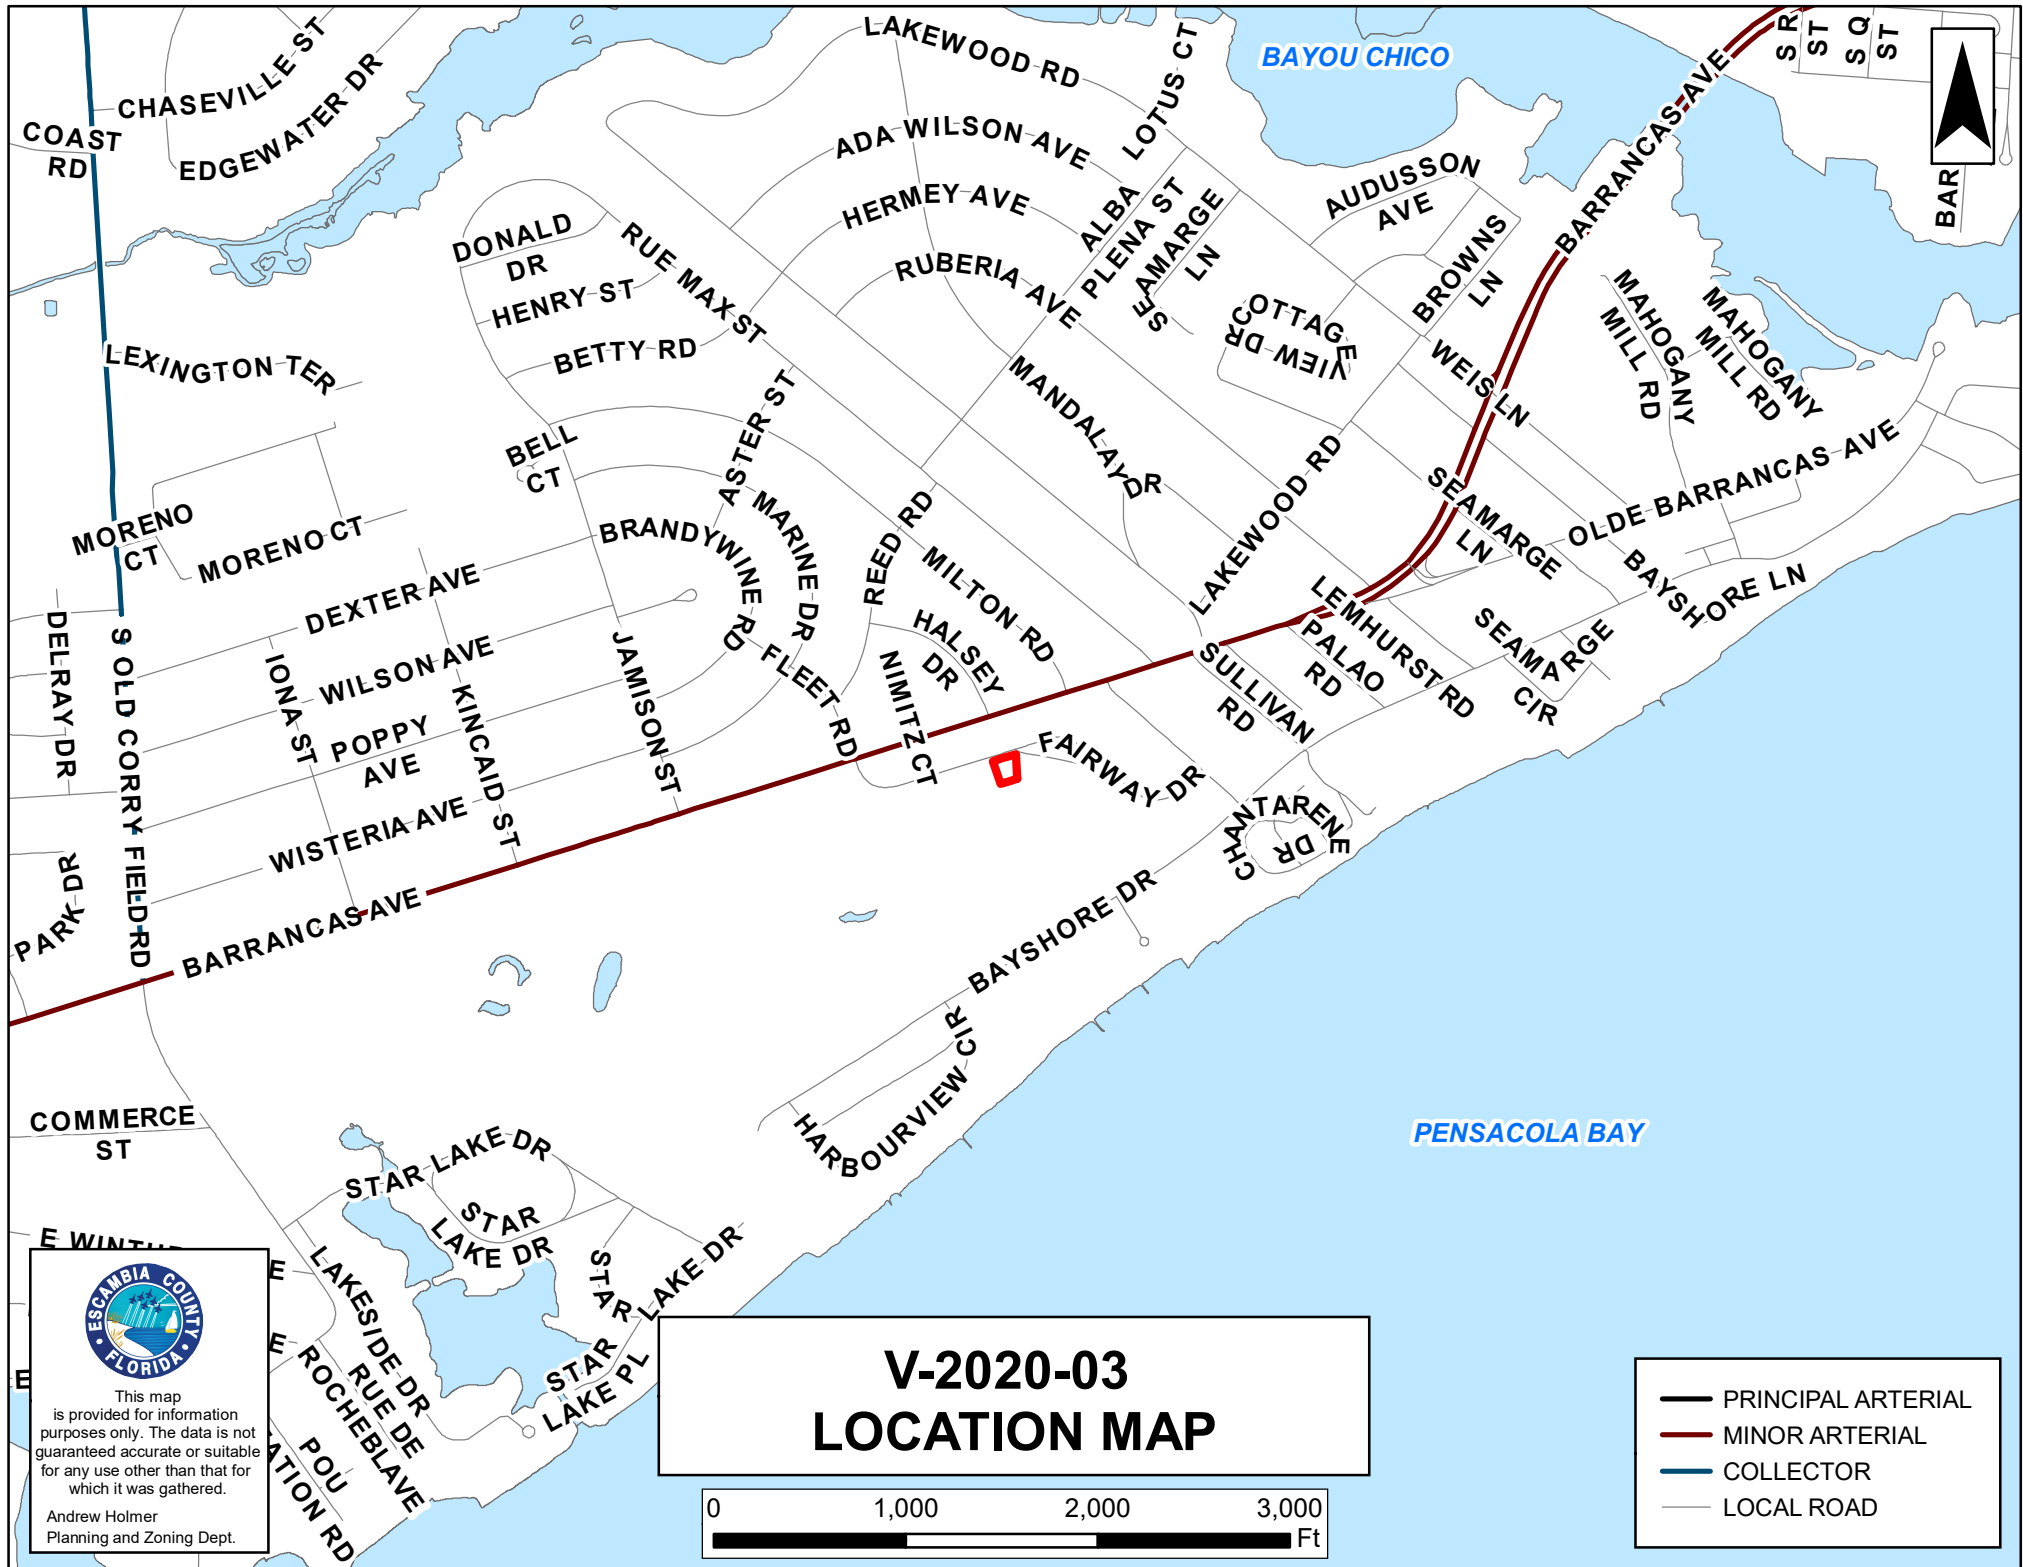 CHASEVILLE ST
EDGEWATER DR
COAST
RD
LAKEWOOD RD
LOTUS CT
BAYOU CHICO
BARRANCAS AVE
S R
ST
S Q
ST
BAR
ADA WILSON AVE
HERMEY AVE
RUBERIA AVE
ALBA
PLENA ST
SEAMARGE
LN
AUDUSSON
AVE
BROWNS
LN
COTTAGE
VIEW DR
DONALD
DR
HENRY ST
BETTY RD
RUE MAX ST
LEXINGTON TER
ASTER ST
BELL
CT
MANDALAY DR
WEIS LN
MAHOGANY
MILL RD
MAHOGANY
MILL RD
OLDE BARRANCAS AVE
MORENO
CT
MORENO CT
DEXTER AVE
BRANDYWINE RD
MARINE DR
REED RD
MILTON RD
LAKEWOOD RD
SEAMARGE
LN
BAYSHORE LN
DELRAY DR
S OLD CORRY FIELD RD
IONA ST
WILSON AVE
KINCAID ST
JAMISON ST
FLEET RD
HALSEY
DR
NIMITZ CT
SULLIVAN
RD
PALAO
RD
LEMHURST RD
SEAMARGE
CIR
POPPY
AVE
WISTERIA AVE
FAIRWAY DR
CHANTARENE
DR
PARK DR
BARRANCAS AVE
BAYSHORE DR
HARBOURVIEW CIR
PENSACOLA BAY
COMMERCE
ST
STAR LAKE DR
STAR
LAKE DR
STAR LAKE DR
STAR
LAKE PL
LAKESIDE DR
RUE DE
ROCHEBLAVE
POU
ATION RD
E
E
E
ESCAMBIA COUNTY
FLORIDA
This map
is provided for information
purposes only. The data is not
guaranteed accurate or suitable
for any use other than that for
which it was gathered.
Andrew Holmer
Planning and Zoning Dept.
V-2020-03
LOCATION MAP
0 1,000 2,000 3,000
Ft
PRINCIPAL ARTERIAL
MINOR ARTERIAL
COLLECTOR
LOCAL ROAD